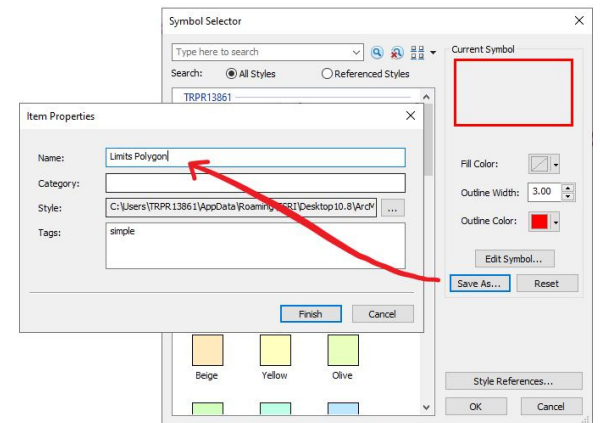 Symbol Selector
Type here to search
Search: All Styles Referenced Styles
TRPR13861
Current Symbol
Fill Color:
Outline Width: 3.00
Outline Color:
Edit Symbol...
Save As... Reset
Item Properties
Name: Limits Polygon
Category:
Style: C:\Users\TRPR13861\AppData\Roaming\ESRI\Desktop10.8\ArcM ...
Tags: simple
Finish Cancel
Beige Yellow Olive
Style References...
OK Cancel